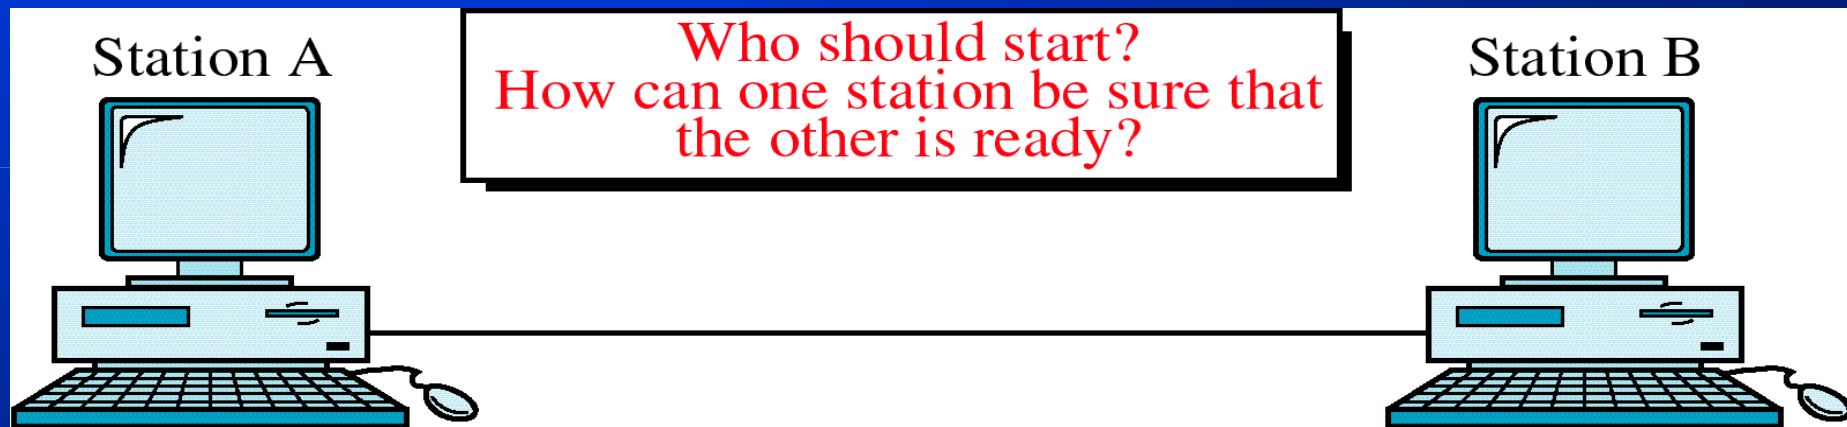 Station A
Who should start?
How can one station be sure that
the other is ready?
Station B